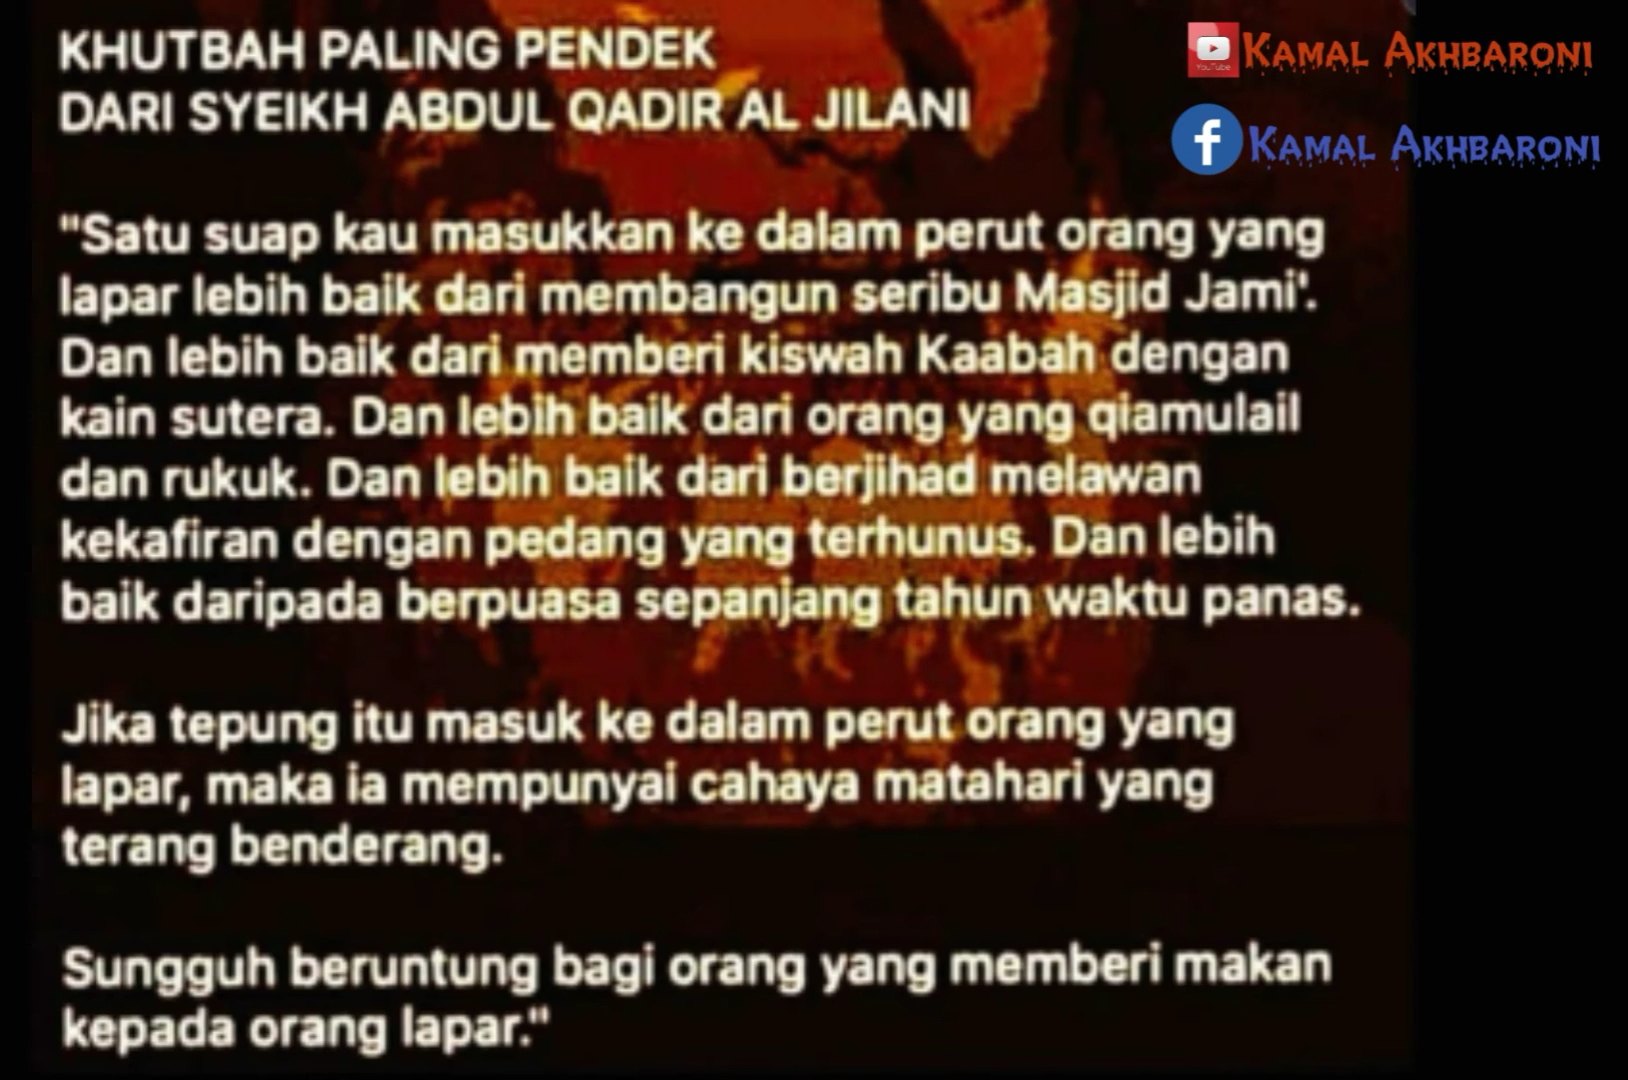 KHUTBAH PALING PENDEK
DARI SYEIKH ABDUL QADIR AL JILANI
YouTube
KAMAL AKHBARONI
f KAMAL AKHBARONI
"Satu suap kau masukkan ke dalam perut orang yang
lapar lebih baik dari membangun seribu Masjid Jami'.
Dan lebih baik dari memberi kiswah Kaabah dengan
kain sutera. Dan lebih baik dari orang yang qiamulail
dan rukuk. Dan lebih baik dari berjihad melawan
kekafiran dengan pedang yang terhunus. Dan lebih
baik daripada berpuasa sepanjang tahun waktu panas.
Jika tepung itu masuk ke dalam perut orang yang
lapar, maka ia mempunyai cahaya matahari yang
terang benderang.
Sungguh beruntung bagi orang yang memberi makan
kepada orang lapar."